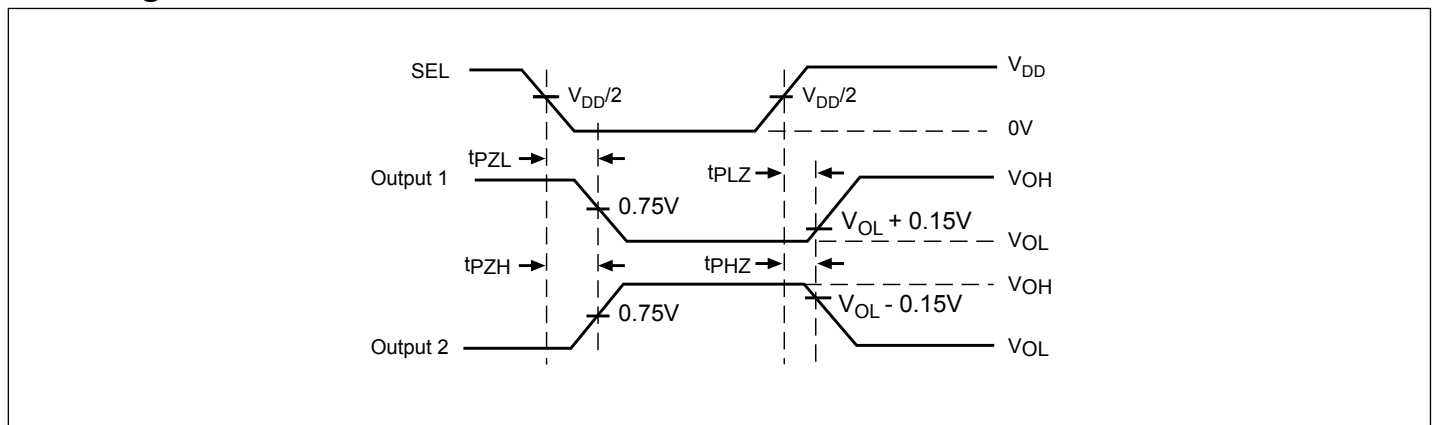 SEL
VDD
VDD/2
VDD/2
0V
tPZL
tPLZ
Output 1
VOH
0.75V
VOL + 0.15V
VOL
tPZH
tPHZ
VOH
0.75V
VOL - 0.15V
Output 2
VOL